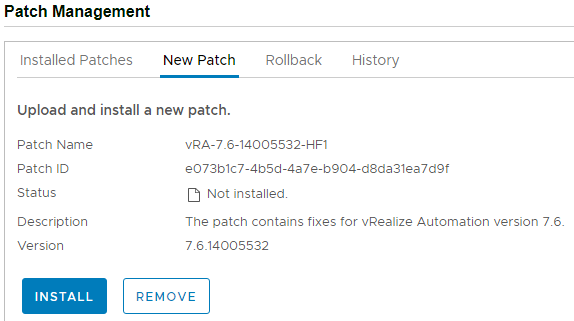 Patch Management
Installed Patches New Patch Rollback History
Upload and install a new patch.
Patch Name vRA-7.6-14005532-HF1
Patch ID e073b1c7-4b5d-4a7e-b904-d8da31ea7d9f
Status Not installed.
Description The patch contains fixes for vRealize Automation version 7.6.
Version 7.6.14005532
INSTALL REMOVE